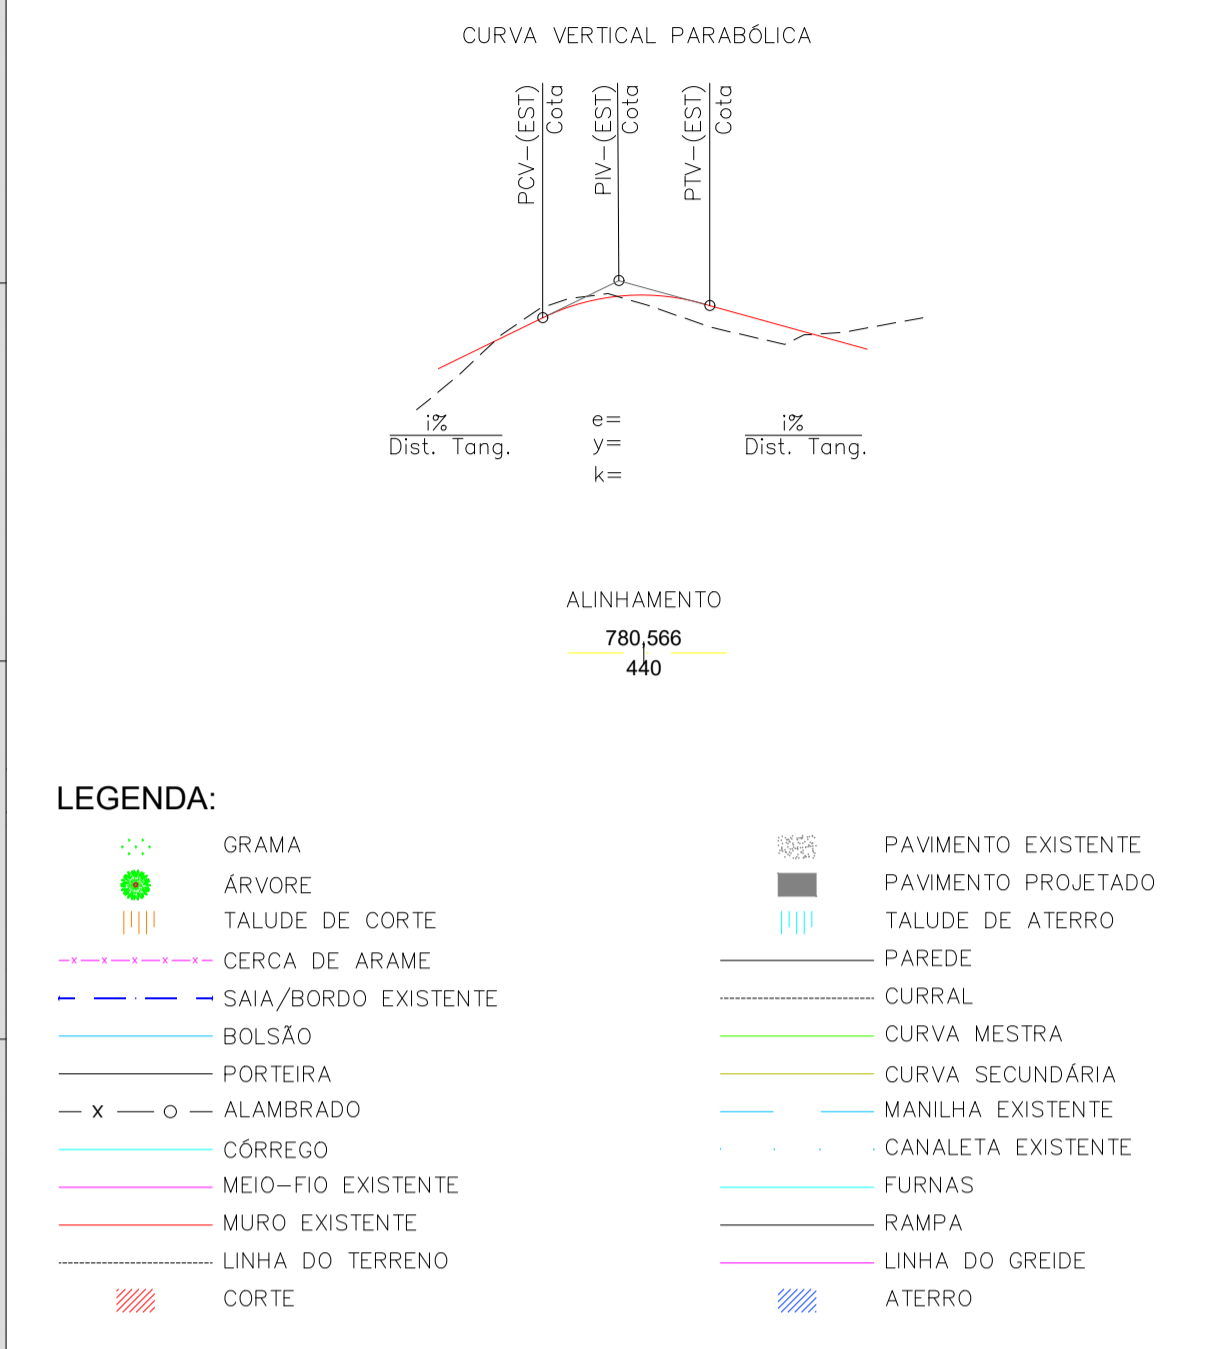 CURVA VERTICAL PARABÓLICA
PCV-(EST)
Cota
PIV-(EST)
Cota
PTV-(EST)
Cota
i%
Dist. Tang.
e=
y=
k=
i%
Dist. Tang.
ALINHAMENTO
780,566
440
LEGENDA:
GRAMA
ÁRVORE
TALUDE DE CORTE
x x x x x CERCA DE ARAME
SAIA/BORDO EXISTENTE
BOLSÃO
PORTEIRA
x ALAMBRADO
CÓRREGO
MEIO-FIO EXISTENTE
MURO EXISTENTE
LINHA DO TERRENO
CORTE
PAVIMENTO EXISTENTE
PAVIMENTO PROJETADO
TALUDE DE ATERRO
PAREDE
CURRAL
CURVA MESTRA
CURVA SECUNDÁRIA
MANILHA EXISTENTE
CANALETA EXISTENTE
FURNAS
RAMPA
LINHA DO GREIDE
ATERRO